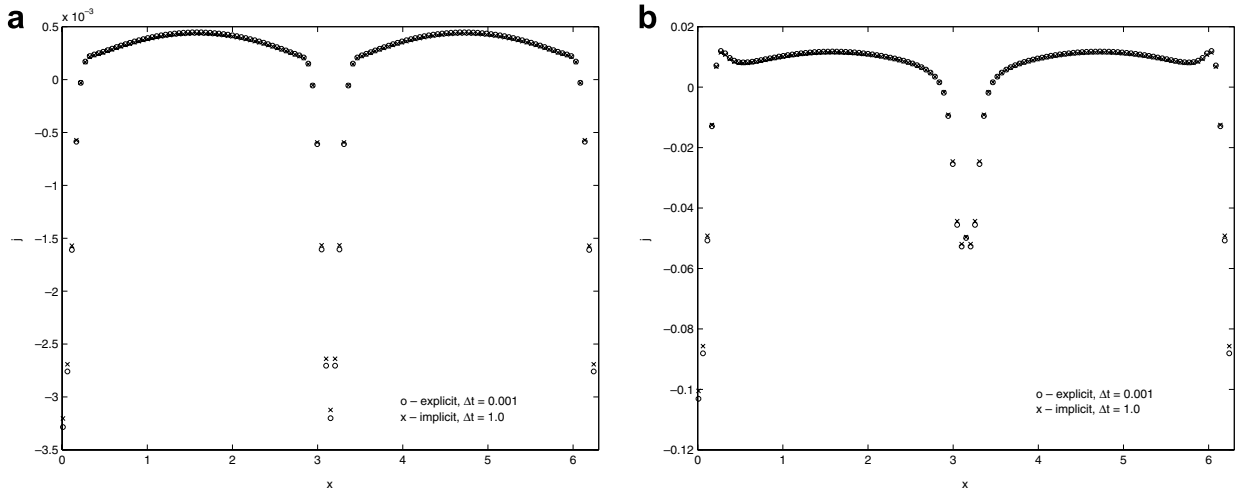 a
x 10⁻³
0.5
0
−0.5
−1
−1.5
−2
−2.5
−3
−3.5
j
0 1 2 3 4 5 6
x
o – explicit, Δt = 0.001
x – implicit, Δt = 1.0
b
0.02
0
−0.02
−0.04
−0.06
−0.08
−0.1
−0.12
j
0 1 2 3 4 5 6
x
o – explicit, Δt = 0.001
x – implicit, Δt = 1.0